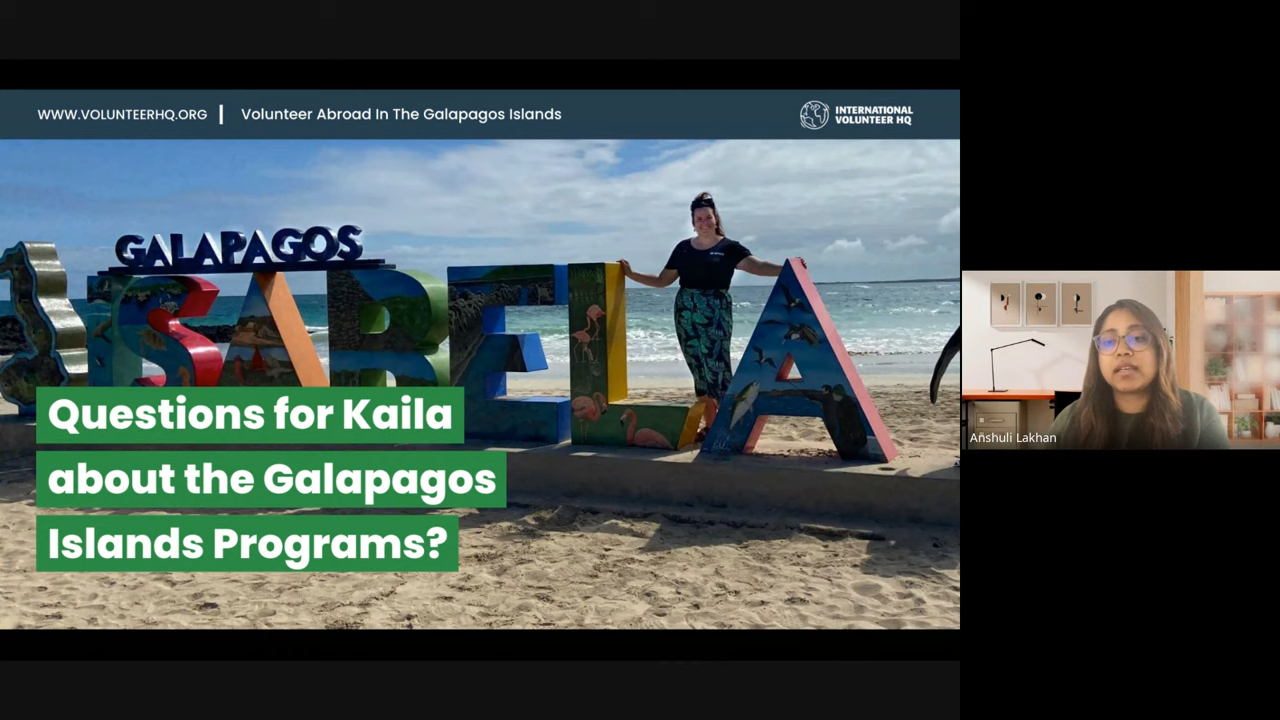 WWW.VOLUNTEERHQ.ORG | Volunteer Abroad In The Galapagos Islands
INTERNATIONAL
VOLUNTEER HQ
GALAPAGOS
ISABELA
Questions for Kaila
about the Galapagos
Islands Programs?
Anshuli Lakhan